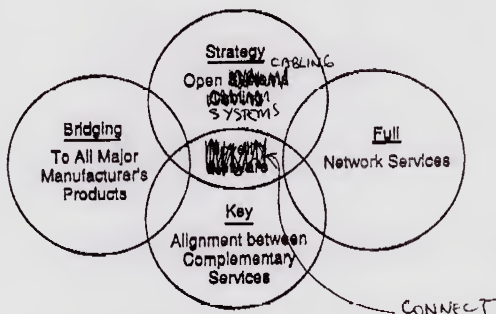 Strategy
CABLING
Open
SYSTEMS
Bridging
To All Major
Manufacturer's
Products
Full
Network Services
Key
Alignment between
Complementary
Services
CONNECT